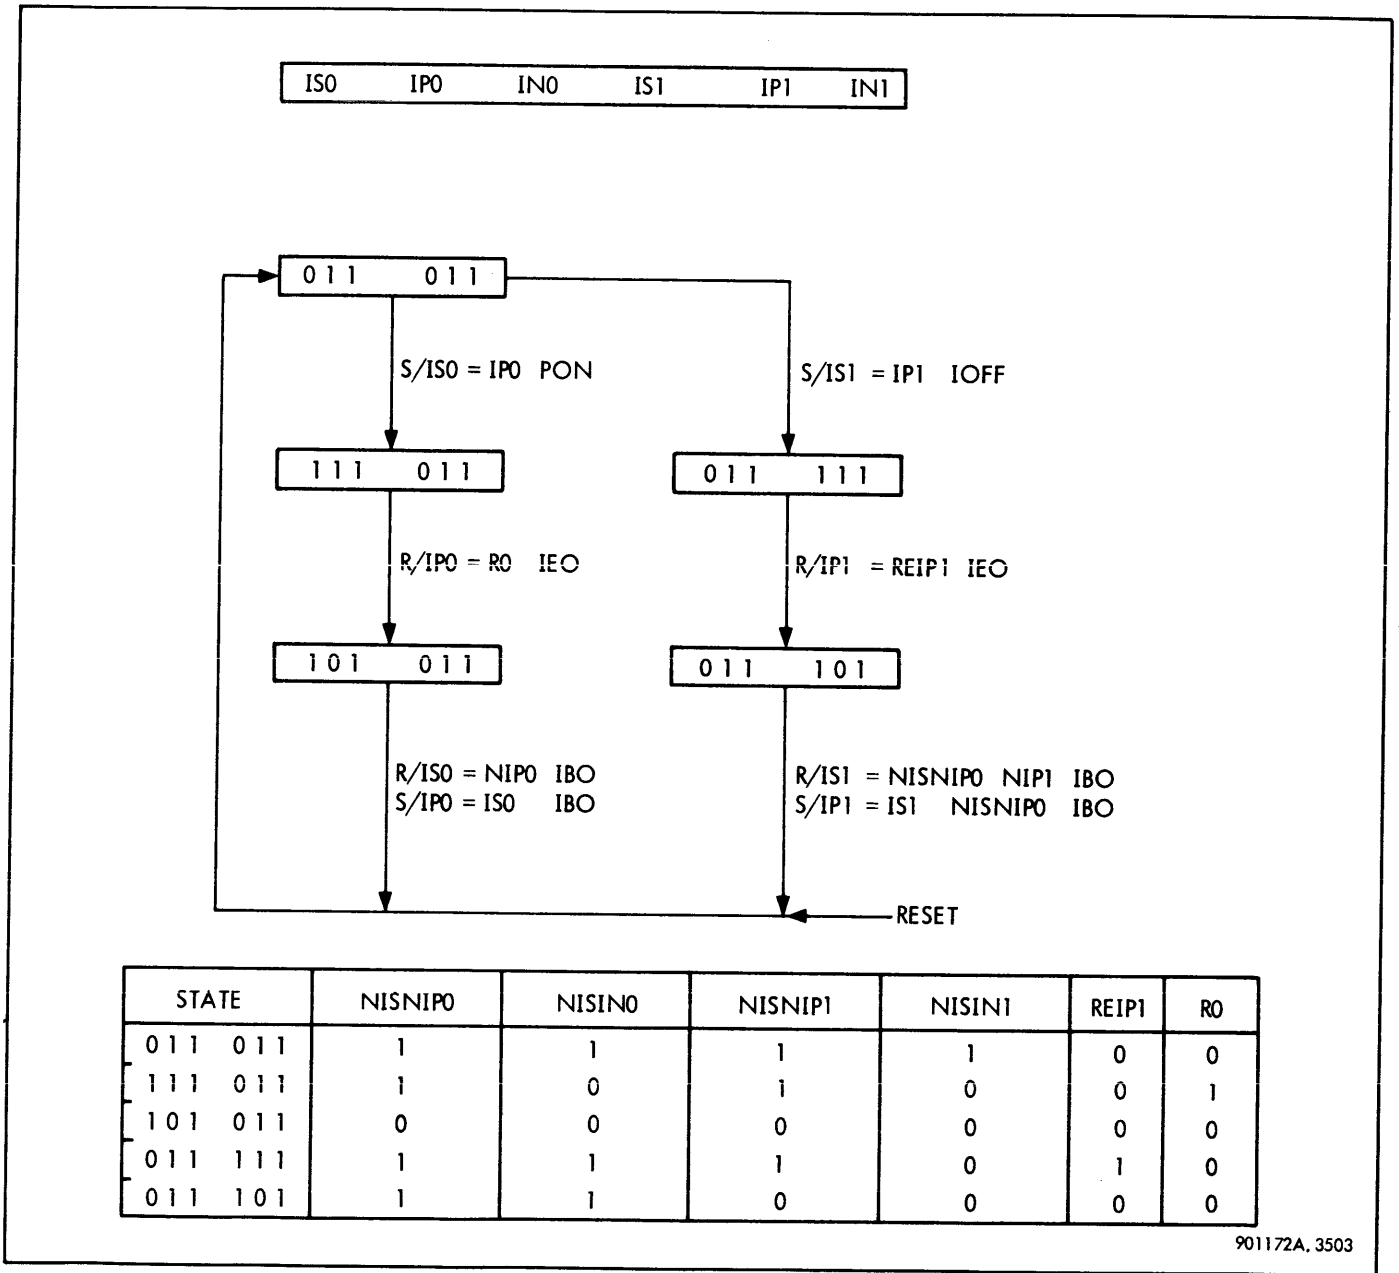 IS0 IP0 IN0 IS1 IP1 IN1
011 011
S/IS0 = IP0 PON
S/IS1 = IP1 IOFF
111 011
011 111
R/IP0 = R0 IEO
R/IP1 = REIP1 IEO
101 011
011 101
R/IS0 = NIP0 IBO
S/IP0 = IS0 IBO
R/IS1 = NISNIP0 NIP1 IBO
S/IP1 = IS1 NISNIP0 IBO
RESET
STATE NISNIP0 NISIN0 NISNIP1 NISIN1 REIP1 R0
011 011 1 1 1 1 0 0
111 011 1 0 1 0 0 1
101 011 0 0 0 0 0 0
011 111 1 1 1 0 1 0
011 101 1 1 0 0 0 0
901172A. 3503